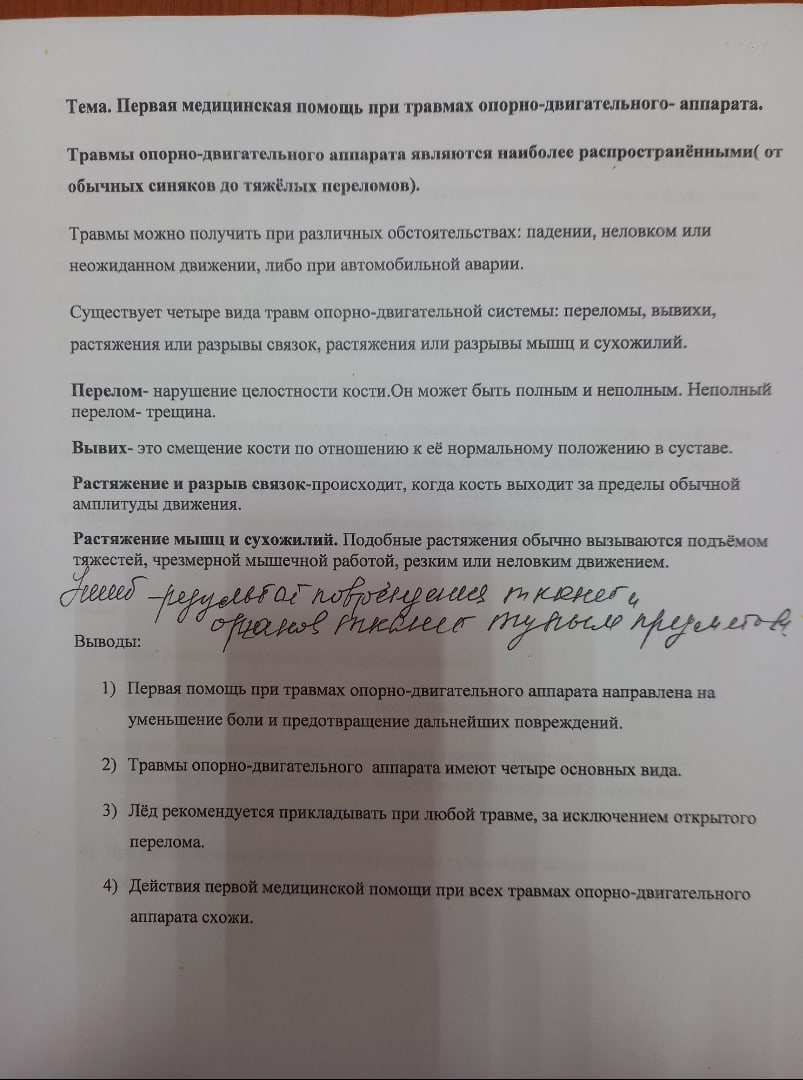 Тема. Первая медицинская помощь при травмах опорно-двигательного- аппарата.
Травмы опорно-двигательного аппарата являются наиболее распространёнными( от
обычных синяков до тяжёлых переломов).
Травмы можно получить при различных обстоятельствах: падении, неловком или
неожиданном движении, либо при автомобильной аварии.
Существует четыре вида травм опорно-двигательной системы: переломы, вывихи,
растяжения или разрывы связок, растяжения или разрывы мышц и сухожилий.
Перелом- нарушение целостности кости.Он может быть полным и неполным. Неполный
перелом- трещина.
Вывих- это смещение кости по отношению к её нормальному положению в суставе.
Растяжение и разрыв связок-происходит, когда кость выходит за пределы обычной
амплитуды движения.
Растяжение мышц и сухожилий. Подобные растяжения обычно вызываются подъёмом
тяжестей, чрезмерной мышечной работой, резким или неловким движением.
Ушиб - результат повреждения тканей и
органов тканей тупым предметом
Выводы:
1) Первая помощь при травмах опорно-двигательного аппарата направлена на
уменьшение боли и предотвращение дальнейших повреждений.
2) Травмы опорно-двигательного аппарата имеют четыре основных вида.
3) Лёд рекомендуется прикладывать при любой травме, за исключением открытого
перелома.
4) Действия первой медицинской помощи при всех травмах опорно-двигательного
аппарата схожи.